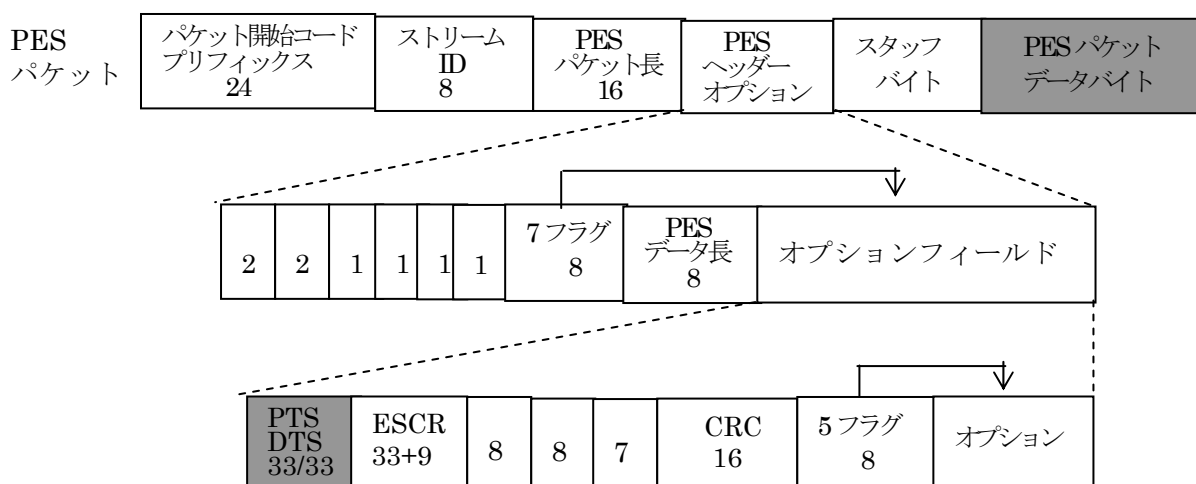 PES
パケット
パケット開始コード
プリフィックス
24
ストリーム
ID
8
PES
パケット長
16
PES
ヘッダー
オプション
スタッフ
バイト
PES パケット
データバイト
2
2
1
1
1
1
7 フラグ
8
PES
データ長
8
オプションフィールド
PTS
DTS
33/33
ESCR
33+9
8
8
7
CRC
16
5 フラグ
8
オプション